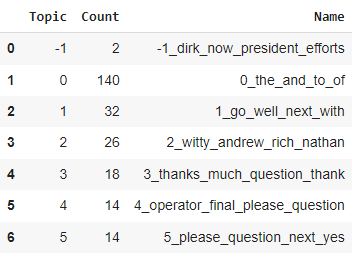 Topic Count Name
0 -1 2 -1_dirk_now_president_efforts
1 0 140 0_the_and_to_of
2 1 32 1_go_well_next_with
3 2 26 2_witty_andrew_rich_nathan
4 3 18 3_thanks_much_question_thank
5 4 14 4_operator_final_please_question
6 5 14 5_please_question_next_yes